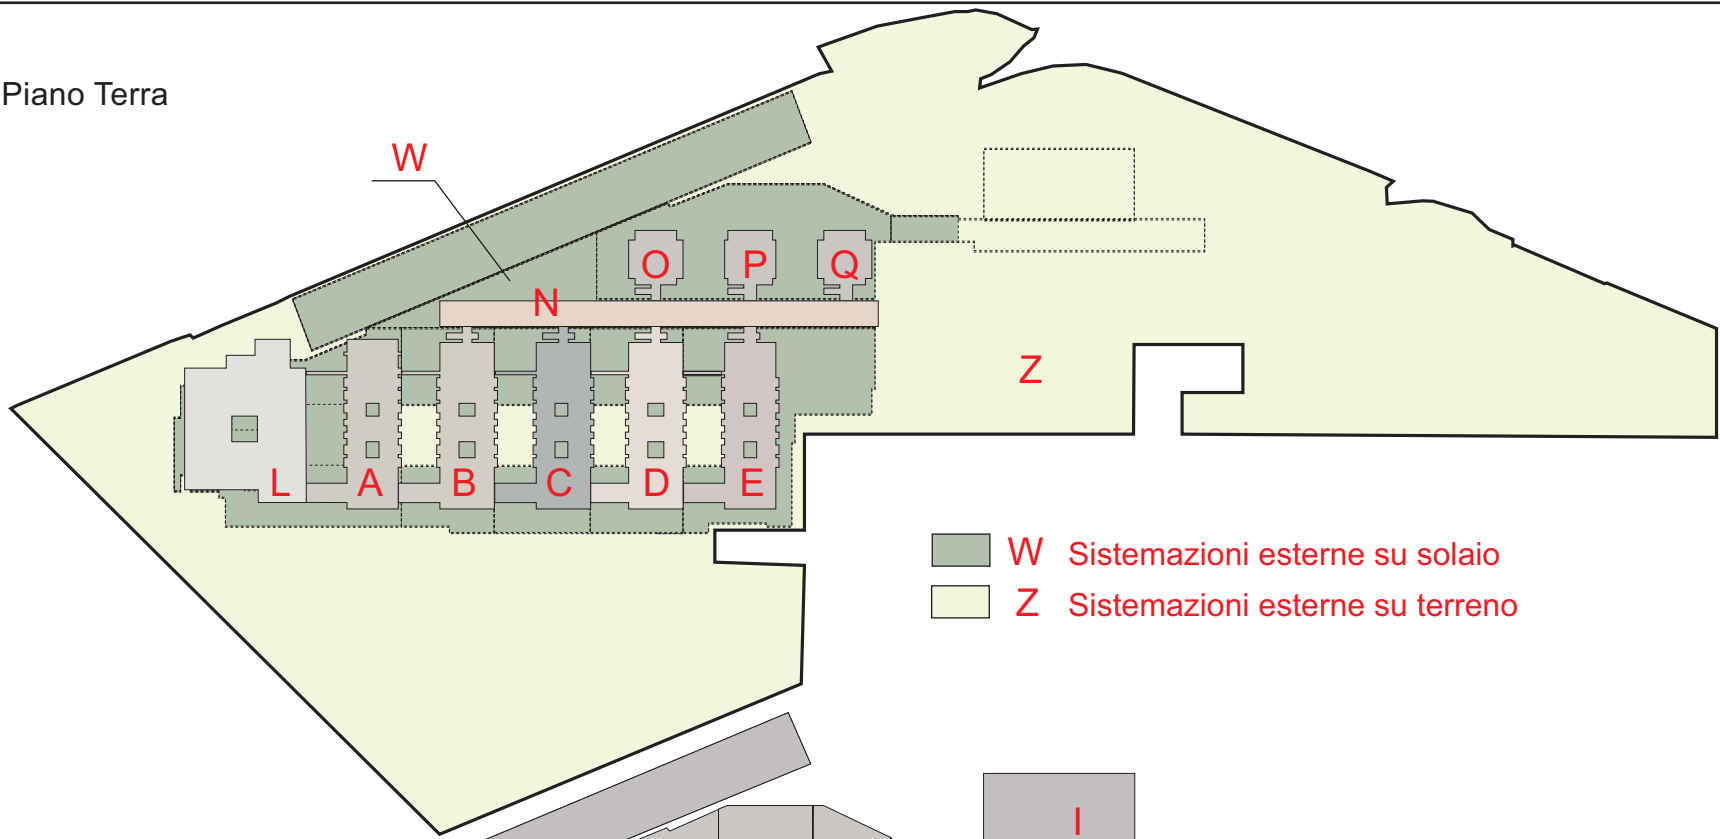 Piano Terra
W
O P Q
N
Z
L A B C D E
W Sistemazioni esterne su solaio
Z Sistemazioni esterne su terreno
I